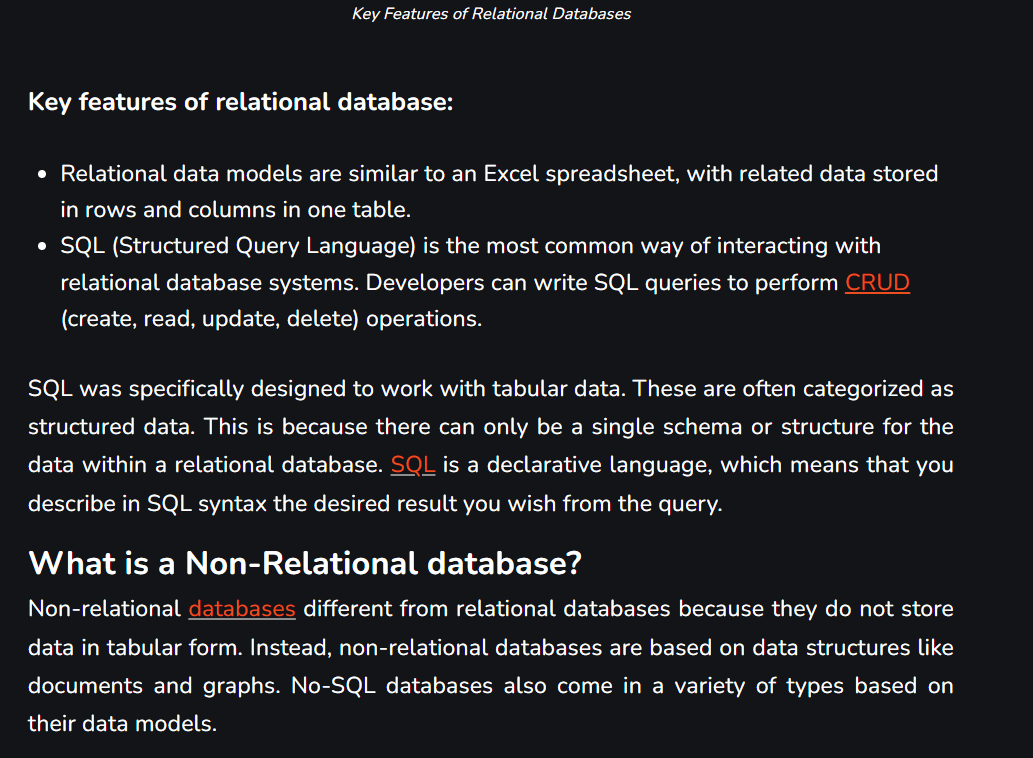 Key Features of Relational Databases
Key features of relational database:
Relational data models are similar to an Excel spreadsheet, with related data stored
in rows and columns in one table.
SQL (Structured Query Language) is the most common way of interacting with
relational database systems. Developers can write SQL queries to perform CRUD
(create, read, update, delete) operations.
SQL was specifically designed to work with tabular data. These are often categorized as
structured data. This is because there can only be a single schema or structure for the
data within a relational database. SQL is a declarative language, which means that you
describe in SQL syntax the desired result you wish from the query.
What is a Non-Relational database?
Non-relational databases different from relational databases because they do not store
data in tabular form. Instead, non-relational databases are based on data structures like
documents and graphs. No-SQL databases also come in a variety of types based on
their data models.